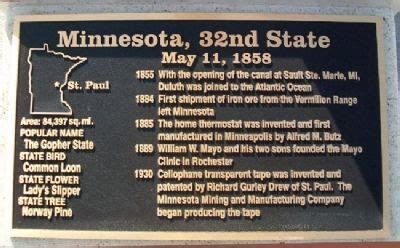 Minnesota, 32nd State
May 11, 1858
St. Paul
Area: 84,397 sq. mi.
POPULAR NAME
The Gopher State
STATE BIRD
Common Loon
STATE FLOWER
Lady's Slipper
STATE TREE
Norway Pine
1855 With the opening of the canal at Sault Ste. Marie, MI,
Duluth was joined to the Atlantic Ocean
1884 First shipment of iron ore from the Vermilion Range
left Minnesota
1885 The home thermostat was invented and first
manufactured in Minneapolis by Alfred M. Butz
1889 William W. Mayo and his two sons founded the Mayo
Clinic in Rochester
1930 Cellophane transparent tape was invented and
patented by Richard Gurley Drew of St. Paul. The
Minnesota Mining and Manufacturing Company
began producing the tape